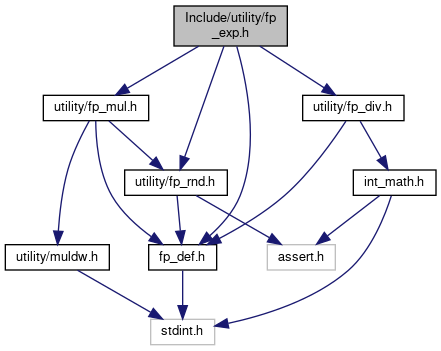 Include/utility/fp
_exp.h
utility/fp_mul.h
utility/fp_div.h
utility/fp_rnd.h
int_math.h
utility/muldw.h
fp_def.h
assert.h
stdint.h